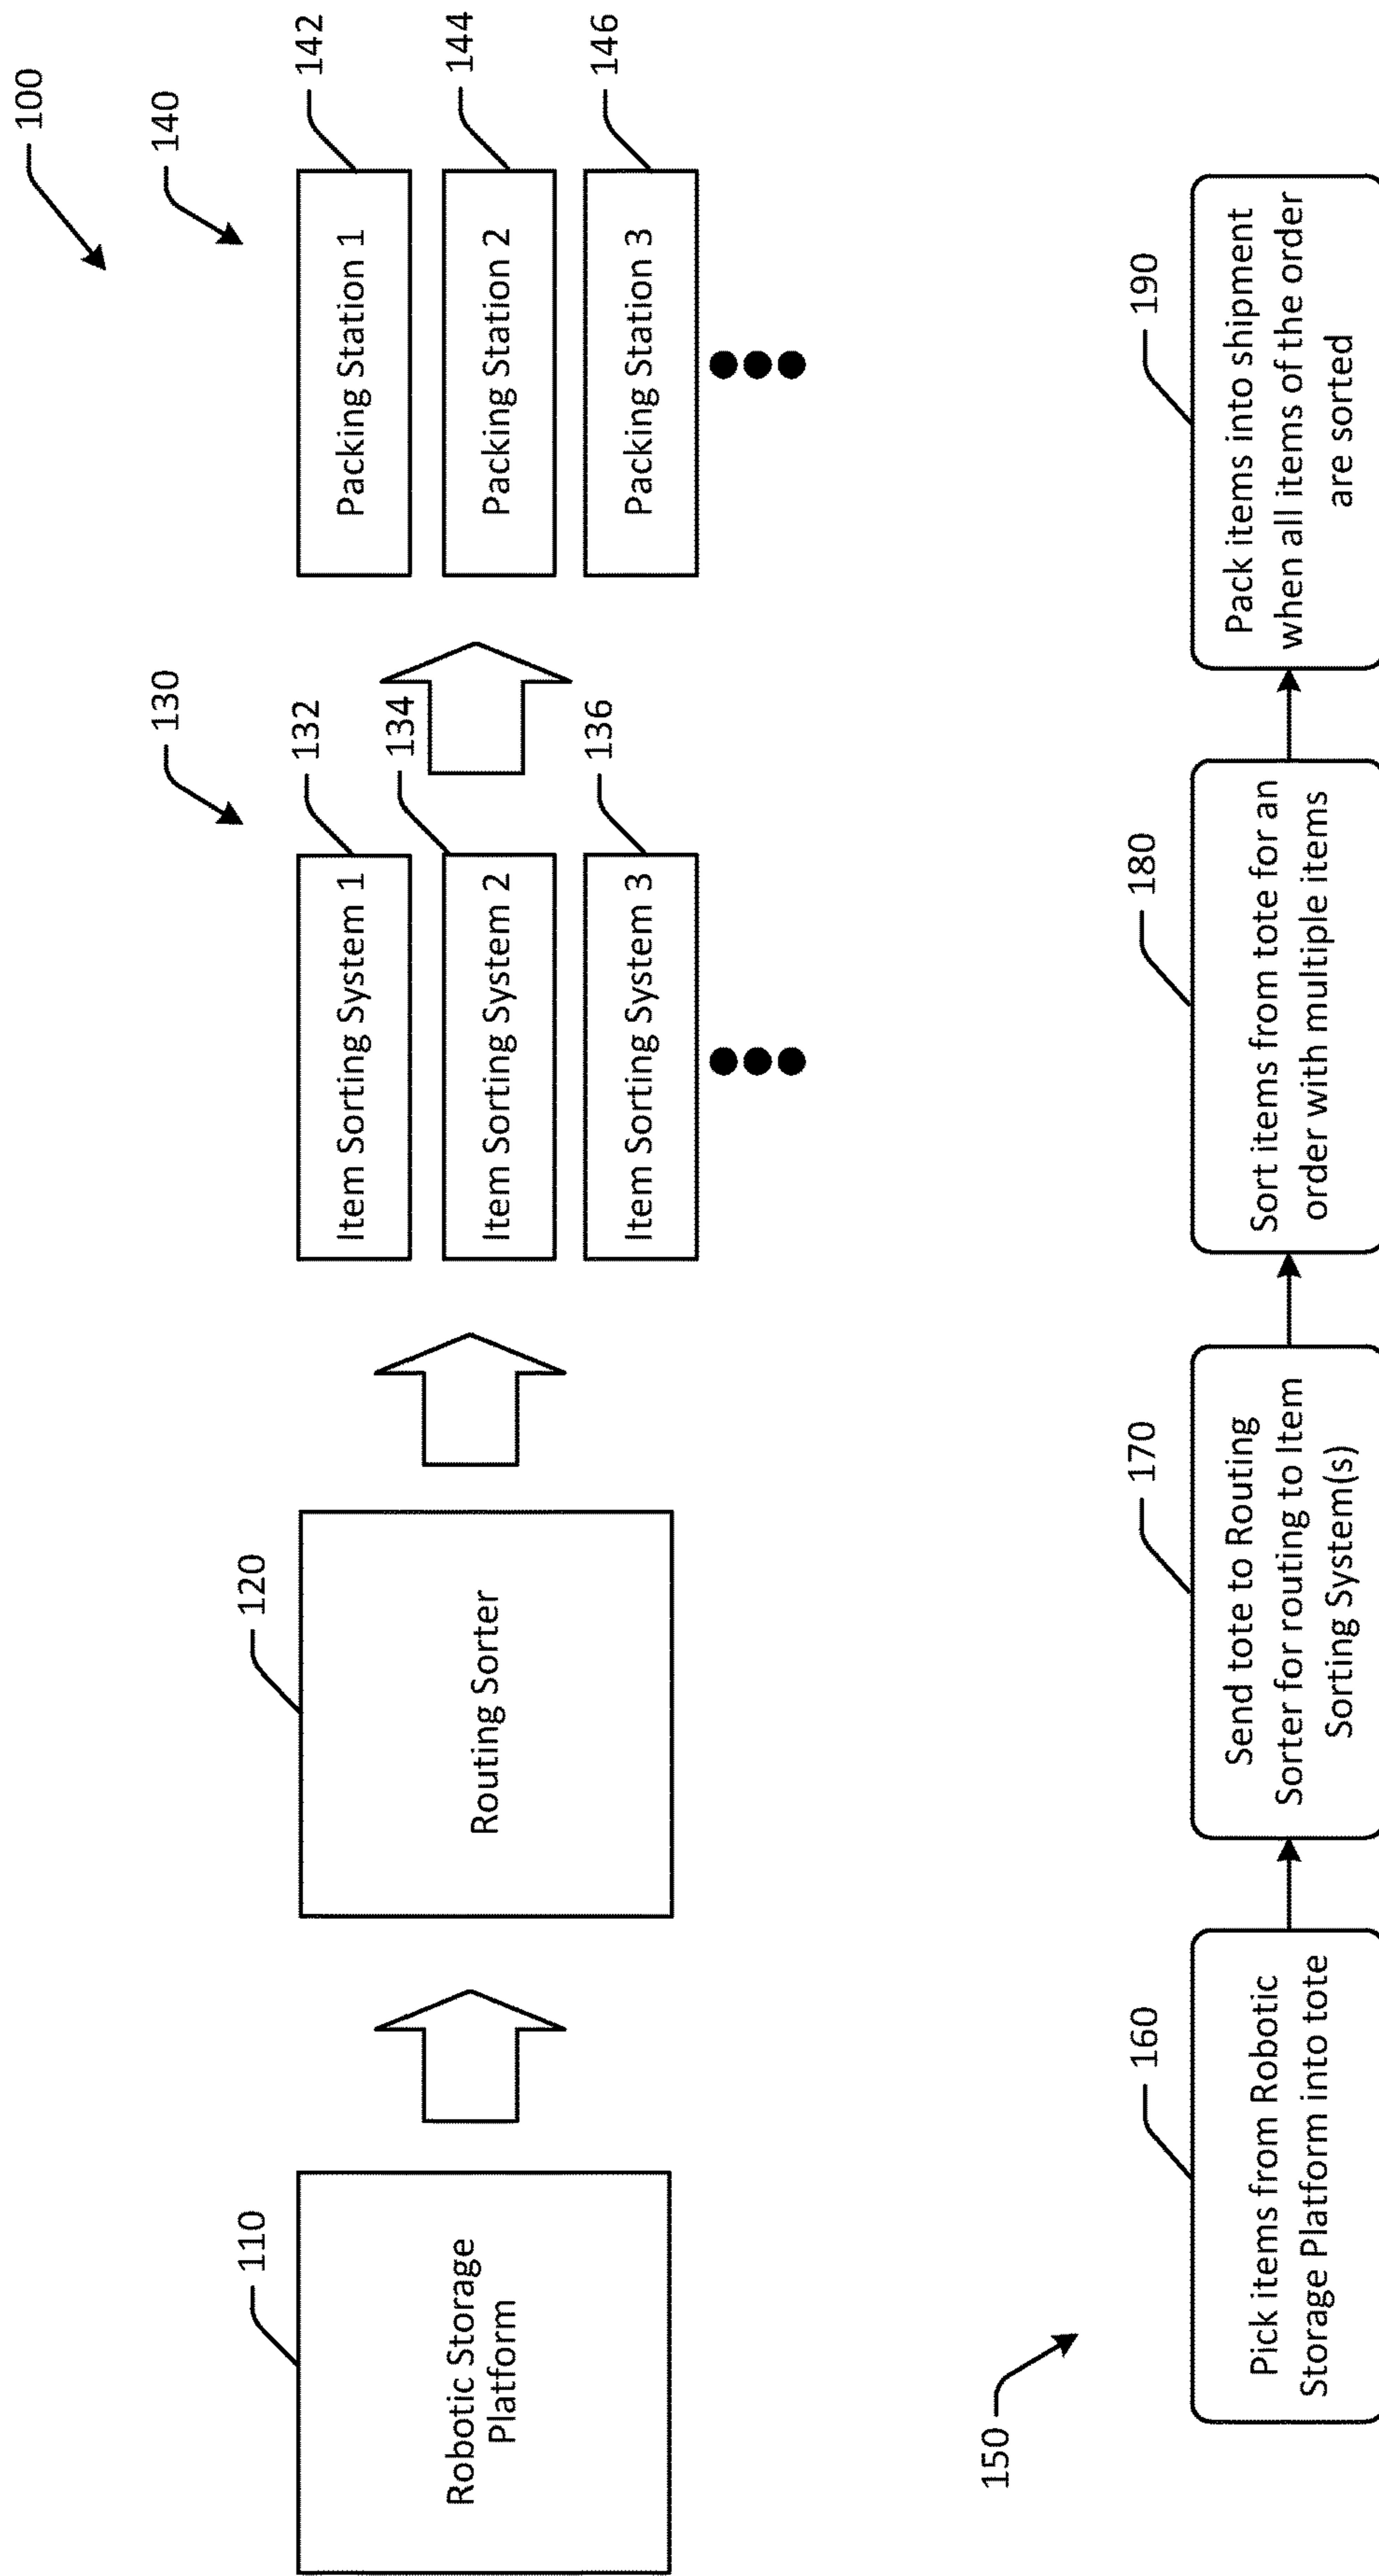 100
110
Robotic Storage
Platform
120
Routing Sorter
130
132
Item Sorting System 1
134
Item Sorting System 2
136
Item Sorting System 3
140
142
Packing Station 1
144
Packing Station 2
146
Packing Station 3
150
160
Pick items from Robotic
Storage Platform into tote
170
Send tote to Routing
Sorter for routing to Item
Sorting System(s)
180
Sort items from tote for an
order with multiple items
190
Pack items into shipment
when all items of the order
are sorted